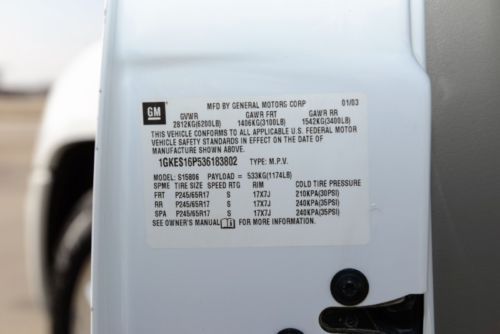 GM
MFD BY GENERAL MOTORS CORP 01/03
GVWR GAWR FRT GAWR RR
2812KG(6200LB) 1406KG(3100LB) 1542KG(3400LB)
THIS VEHICLE CONFORMS TO ALL APPLICABLE U.S. FEDERAL MOTOR
VEHICLE SAFETY STANDARDS IN EFFECT ON THE DATE OF
MANUFACTURE SHOWN ABOVE.
1GKES16P536183802 TYPE: M.P.V.
MODEL: S15806 PAYLOAD = 533KG(1174LB)
SPME TIRE SIZE SPEED RTG RIM COLD TIRE PRESSURE
FRT P245/65R17 S 17X7J 210KPA(30PSI)
RR P245/65R17 S 17X7J 240KPA(35PSI)
SPA P245/65R17 S 17X7J 240KPA(35PSI)
SEE OWNER'S MANUAL FOR MORE INFORMATION.